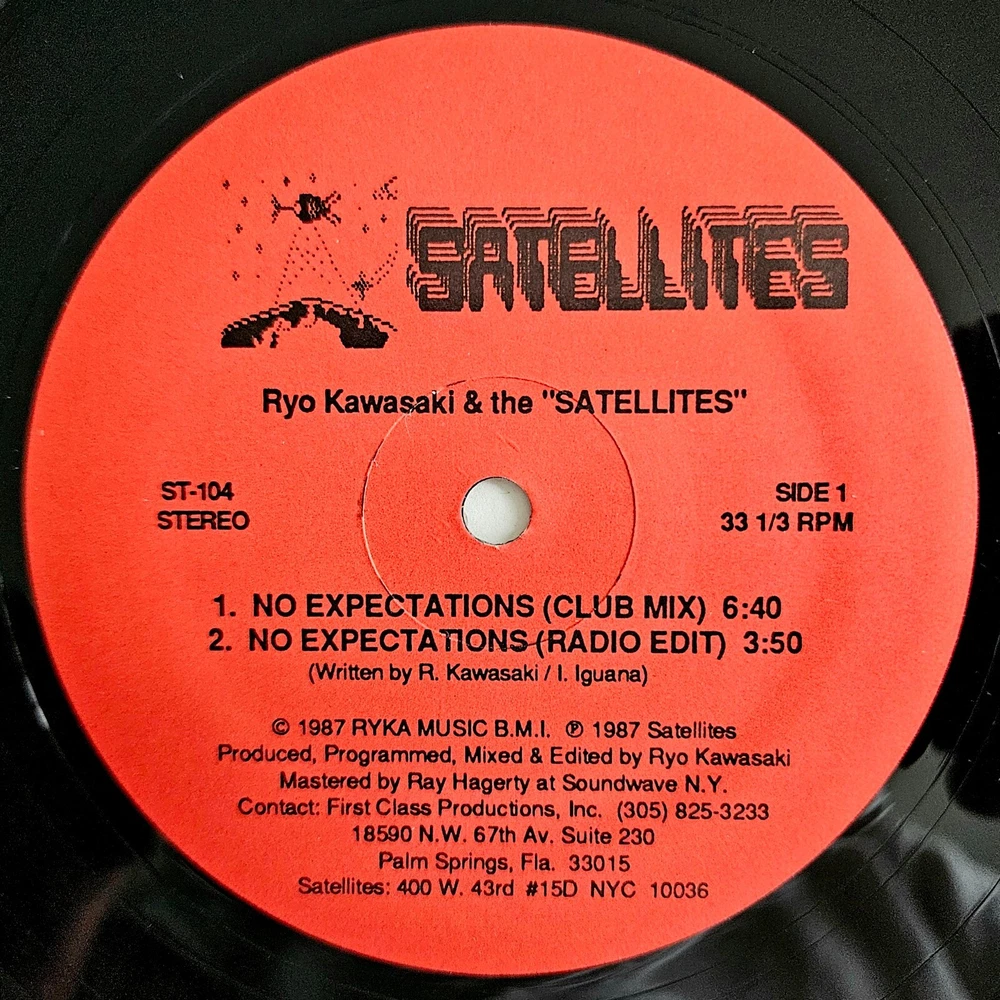 SATELLITES
Ryo Kawasaki & the "SATELLITES"
ST-104
STEREO
SIDE 1
33 1/3 RPM
1. NO EXPECTATIONS (CLUB MIX) 6:40
2. NO EXPECTATIONS (RADIO EDIT) 3:50
(Written by R. Kawasaki / I. Iguana)
© 1987 RYKA MUSIC B.M.I. ℗ 1987 Satellites
Produced, Programmed, Mixed & Edited by Ryo Kawasaki
Mastered by Ray Hagerty at Soundwave N.Y.
Contact: First Class Productions, Inc. (305) 825-3233
18590 N.W. 67th Av. Suite 230
Palm Springs, Fla. 33015
Satellites: 400 W. 43rd #15D NYC 10036